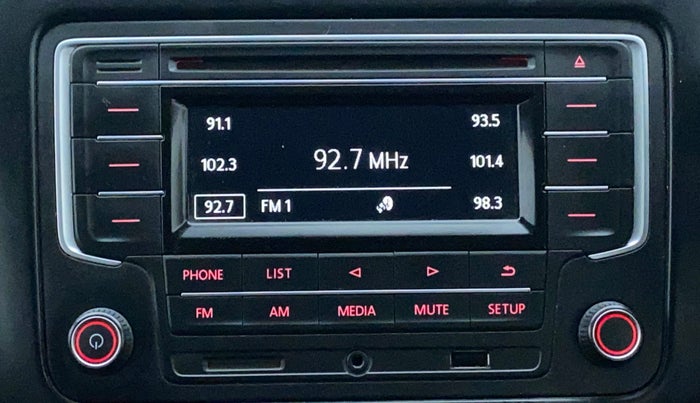 91.1 93.5
102.3 92.7 MHz 101.4
92.7 FM 1 98.3
PHONE LIST
FM AM MEDIA MUTE SETUP